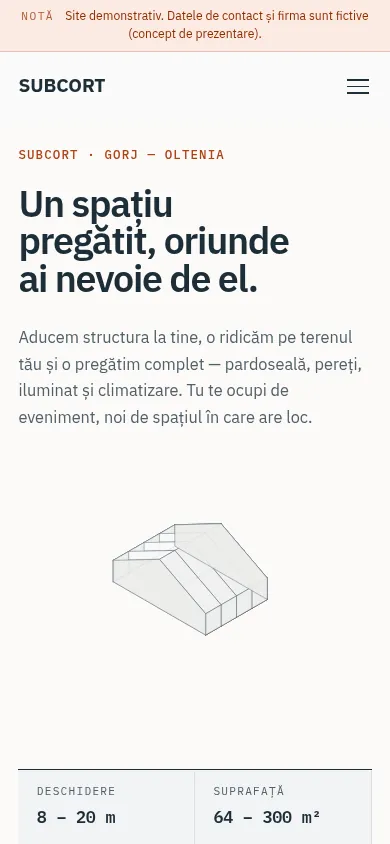 NOTĂ Site demonstrativ. Datele de contact și firma sunt fictive
(concept de prezentare).
SUBCORT
SUBCORT · GORJ — OLTENIA
Un spațiu
pregătit, oriunde
ai nevoie de el.
Aducem structura la tine, o ridicăm pe terenul
tău și o pregătim complet — pardoseală, pereți,
iluminat și climatizare. Tu te ocupi de
eveniment, noi de spațiul în care are loc.
DESCHIDERE
8 – 20 m
SUPRAFAȚĂ
64 – 300 m²